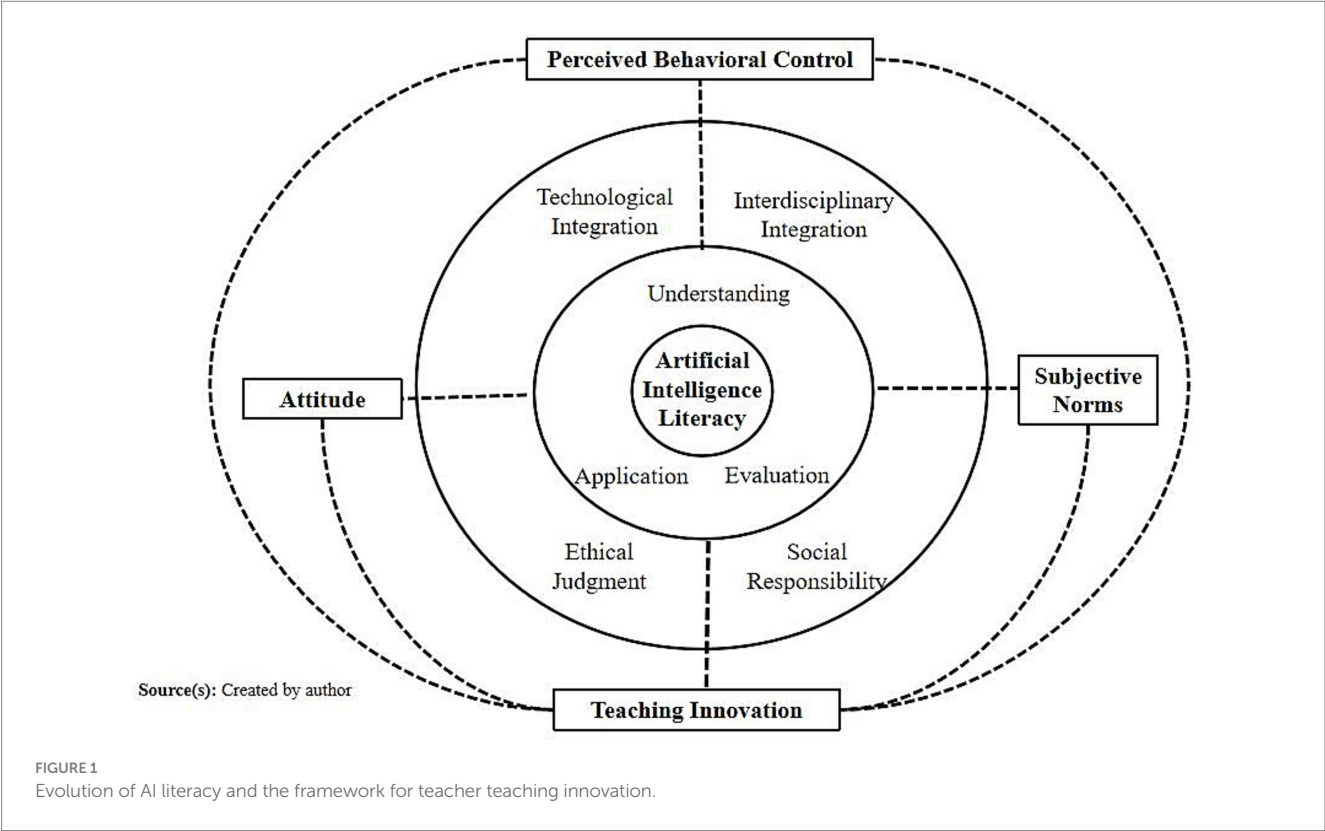 Perceived Behavioral Control
Technological
Integration
Interdisciplinary
Integration
Understanding
Artificial
Intelligence
Literacy
Attitude
Subjective
Norms
Application
Evaluation
Ethical
Judgment
Social
Responsibility
Source(s): Created by author
Teaching Innovation
FIGURE 1
Evolution of AI literacy and the framework for teacher teaching innovation.